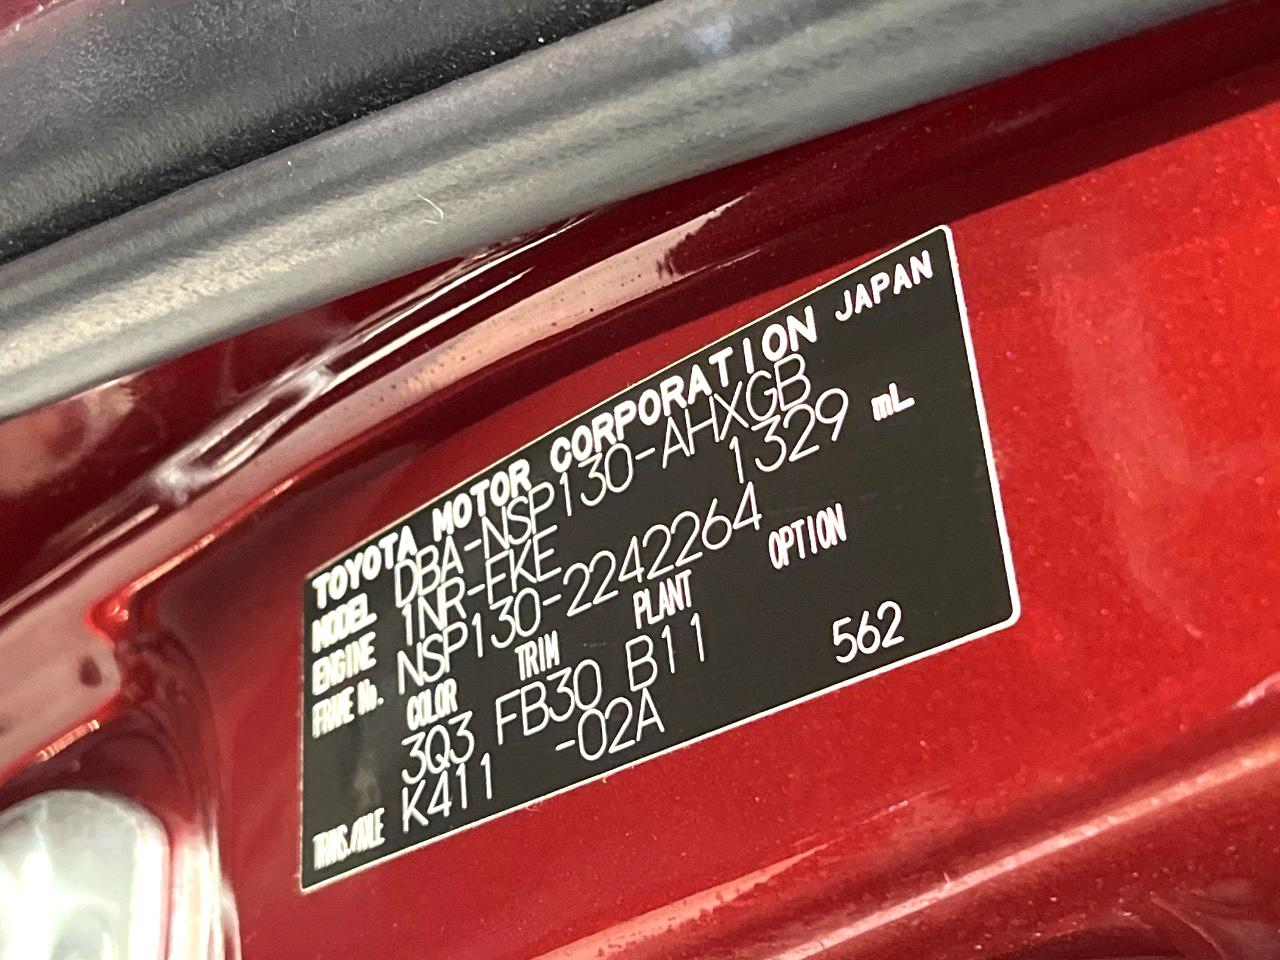 TOYOTA MOTOR CORPORATION JAPAN
MODEL DBA-NSP130-AHXGB
ENGINE 1NR-FKE 1329 mL
FRAME No. NSP130-2242264
COLOR TRIM PLANT OPTION
3Q3 FB30 B11 562
TRANS./AXLE K411 -02A